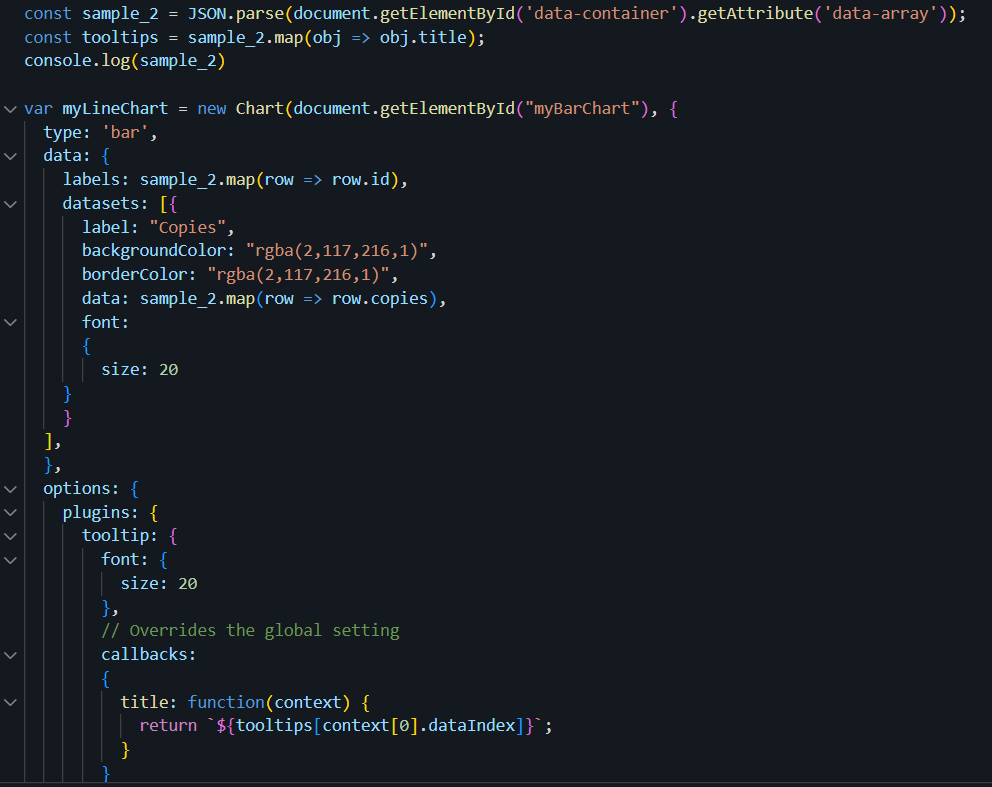 const sample_2 = JSON.parse(document.getElementById('data-container').getAttribute('data-array'));
const tooltips = sample_2.map(obj => obj.title);
console.log(sample_2)
var myLineChart = new Chart(document.getElementById("myBarChart"), {
type: 'bar',
data: {
labels: sample_2.map(row => row.id),
datasets: [{
label: "Copies",
backgroundColor: "rgba(2,117,216,1)",
borderColor: "rgba(2,117,216,1)",
data: sample_2.map(row => row.copies),
font:
{
size: 20
}
}
],
},
options: {
plugins: {
tooltip: {
font: {
size: 20
},
// Overrides the global setting
callbacks:
{
title: function(context) {
return `${tooltips[context[0].dataIndex]}`;
}
}